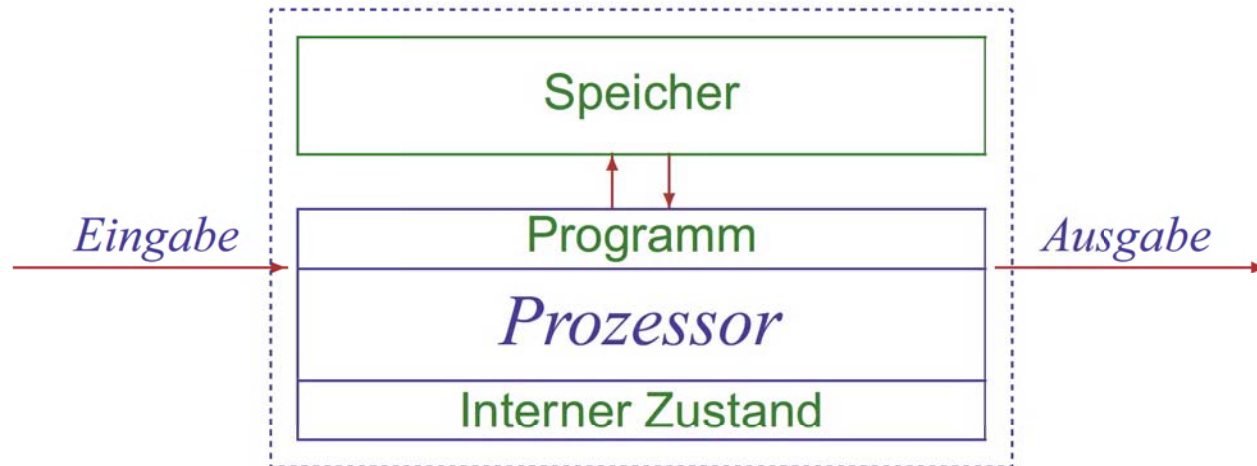 Speicher
Eingabe
Programm
Ausgabe
Prozessor
Interner Zustand